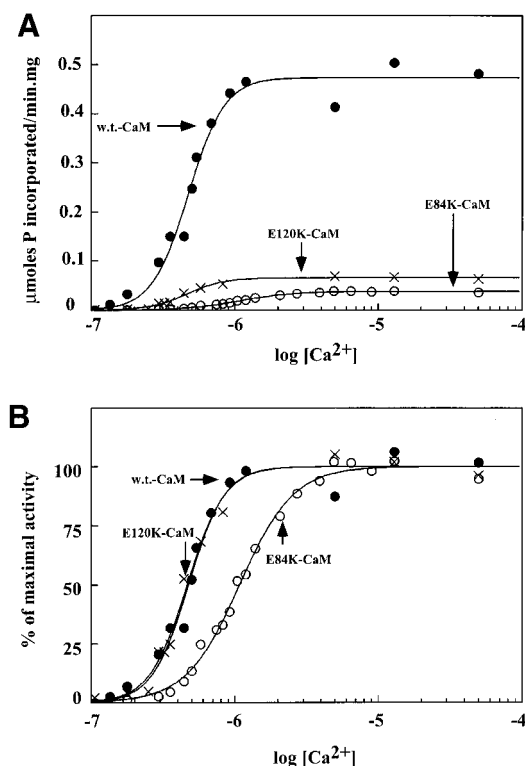 A
0.5
0.4
0.3
0.2
0.1
0
µmoles P incorporated/min.mg
w.t.-CaM
E120K-CaM
E84K-CaM
-7
-6
-5
-4
log [Ca2+]
B
100
75
50
25
0
% of maximal activity
w.t.-CaM
E120K-CaM
E84K-CaM
-7
-6
-5
-4
log [Ca2+]